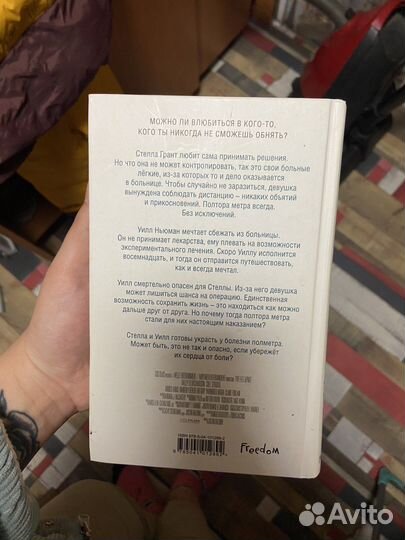 МОЖНО ЛИ ВЛЮБИТЬСЯ В КОГО-ТО,
КОГО ТЫ НИКОГДА НЕ СМОЖЕШЬ ОБНЯТЬ?
Стелла Грант любит сама принимать решения.
Но что она не может контролировать, так это свои больные
лёгкие, из-за которых то и дело оказывается
в больнице. Чтобы случайно не заразиться, девушка
вынуждена соблюдать дистанцию – никаких объятий
и прикосновений. Полтора метра всегда.
Без исключений.
Уилл Ньюман мечтает сбежать из больницы.
Он не принимает лекарства, ему плевать на возможности
экспериментального лечения. Скоро Уиллу исполнится
восемнадцать, и тогда он отправится путешествовать,
как и всегда мечтал.
Уилл смертельно опасен для Стеллы. Из-за него девушка
может лишиться шанса на операцию. Единственная
возможность сохранить жизнь – это находиться как можно
дальше друг от друга. Но почему тогда полтора метра
стали для них настоящим наказанием?
Стелла и Уилл готовы украсть у болезни полметра.
Может быть, это не так и опасно, если убережёт
их сердца от боли?
Freedom
Avito